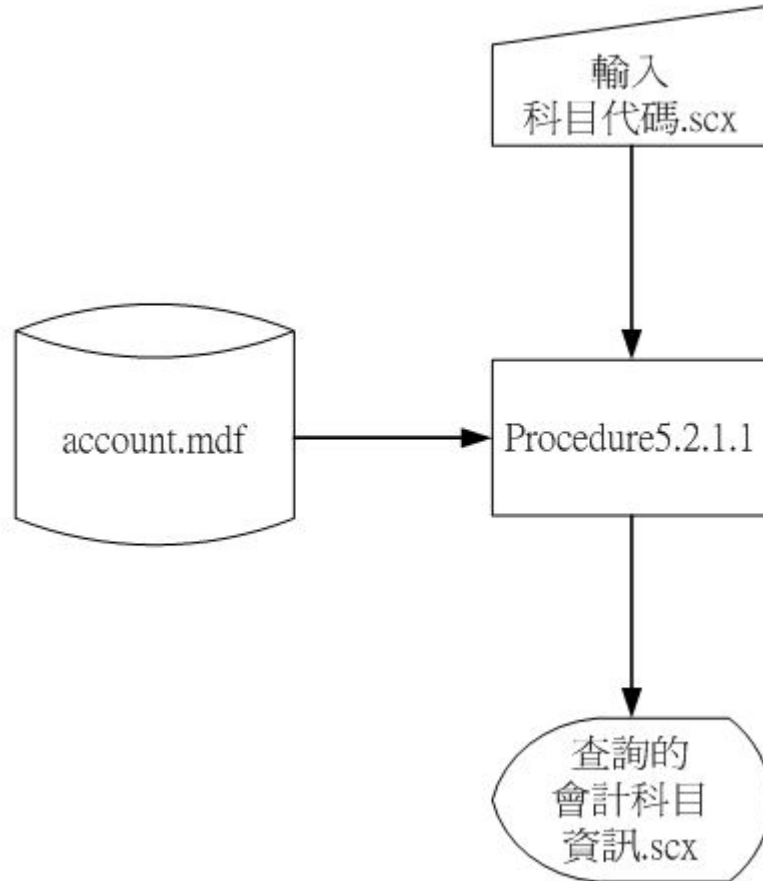 輸入
科目代碼.scx
account.mdf
Procedure5.2.1.1
查詢的
會計科目
資訊.scx